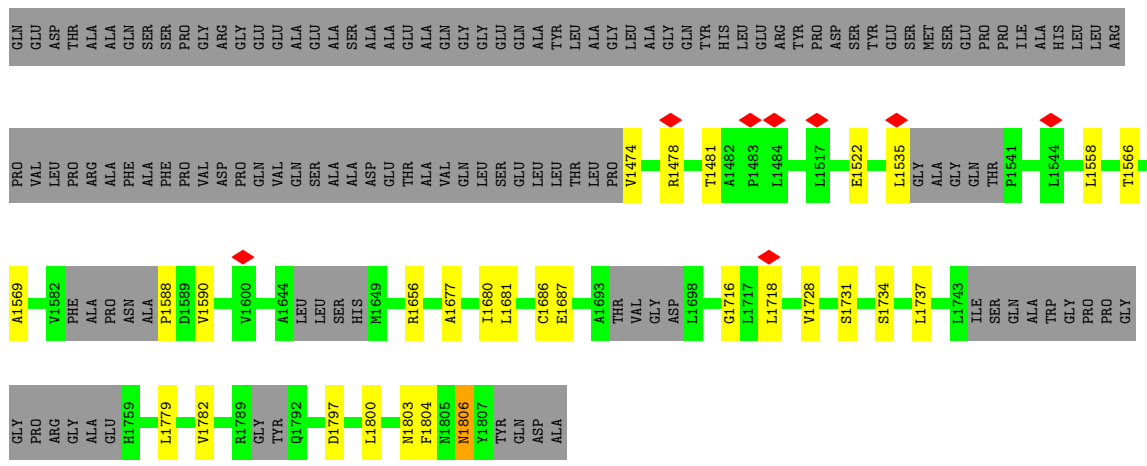 GLN GLU ASP THR ALA ALA GLN SER SER PRO GLY ARG GLY GLU GLU ALA GLU ALA SER ALA ALA GLU ALA GLN GLY GLY GLU GLN ALA TYR LEU ALA GLY LEU ALA GLY GLN TYR HIS LEU GLU ARG TYR PRO ASP SER TYR GLU SER MET SER GLU PRO PRO ILE ALA HIS LEU LEU ARG
PRO VAL LEU PRO ARG ALA PHE ALA PHE PRO VAL ASP PRO GLN VAL GLN SER ALA ALA ASP GLU THR ALA VAL GLN LEU SER GLU LEU LEU THR LEU PRO V1474 R1478 T1481 A1482 P1483 L1484 L1517 E1522 L1535 GLY ALA GLY GLN THR P1541 L1544 L1558 T1566
A1569 V1582 PHE ALA PRO ASN ALA P1588 D1589 V1590 V1600 A1644 LEU LEU SER HIS M1649 R1656 A1677 I1680 L1681 C1686 E1687 A1693 THR VAL GLY ASP L1698 G1716 L1717 L1718 V1728 S1731 S1734 L1737 L1743 ILE SER GLN ALA TRP GLY PRO PRO GLY
GLY PRO ARG GLY ALA GLU H1759 L1779 V1782 R1789 GLY TYR Q1792 D1797 L1800 N1803 F1804 N1805 N1806 Y1807 TYR GLN ASP ALA